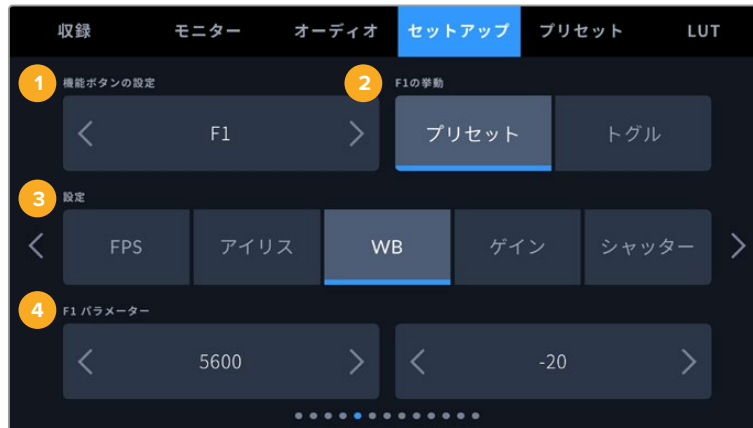 収録 モニター オーディオ セットアップ プリセット LUT
1 機能ボタンの設定 2 F1の挙動
F1 プリセット トグル
3 設定
FPS アイリス WB ゲイン シャッター
4 F1 パラメーター
5600 -20